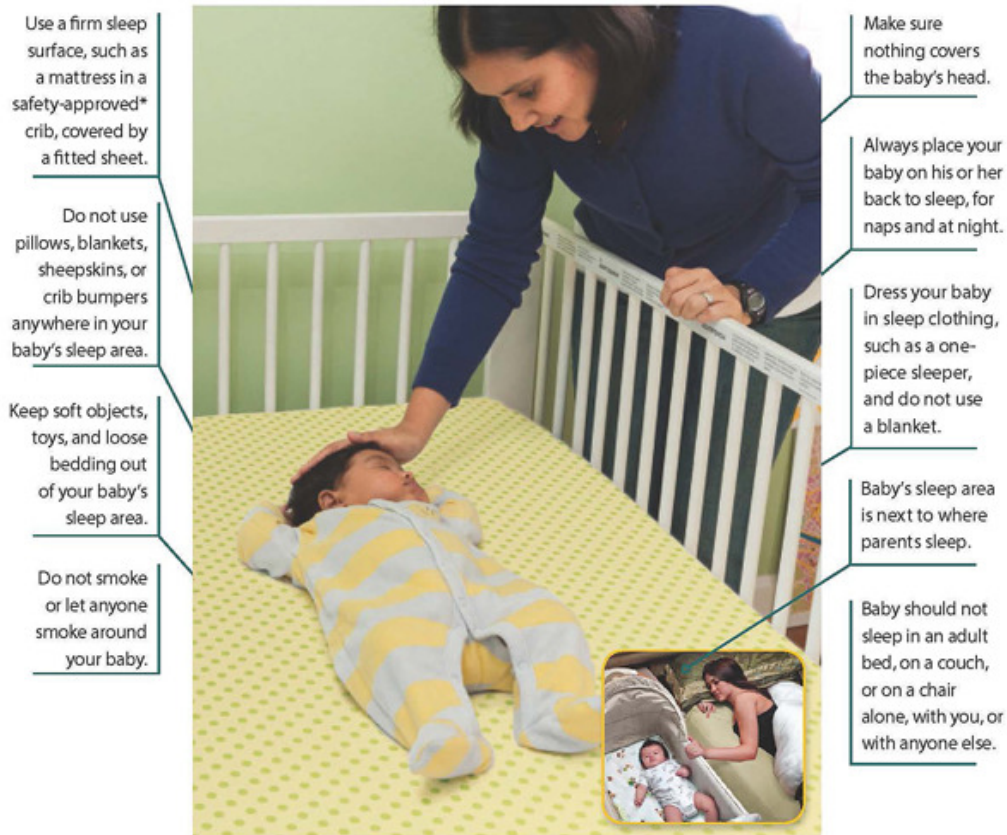 Use a firm sleep
surface, such as
a mattress in a
safety-approved*
crib, covered by
a fitted sheet.
Do not use
pillows, blankets,
sheepskins, or
crib bumpers
anywhere in your
baby's sleep area.
Keep soft objects,
toys, and loose
bedding out
of your baby's
sleep area.
Do not smoke
or let anyone
smoke around
your baby.
Make sure
nothing covers
the baby's head.
Always place your
baby on his or her
back to sleep, for
naps and at night.
Dress your baby
in sleep clothing,
such as a one-
piece sleeper,
and do not use
a blanket.
Baby's sleep area
is next to where
parents sleep.
Baby should not
sleep in an adult
bed, on a couch,
or on a chair
alone, with you, or
with anyone else.